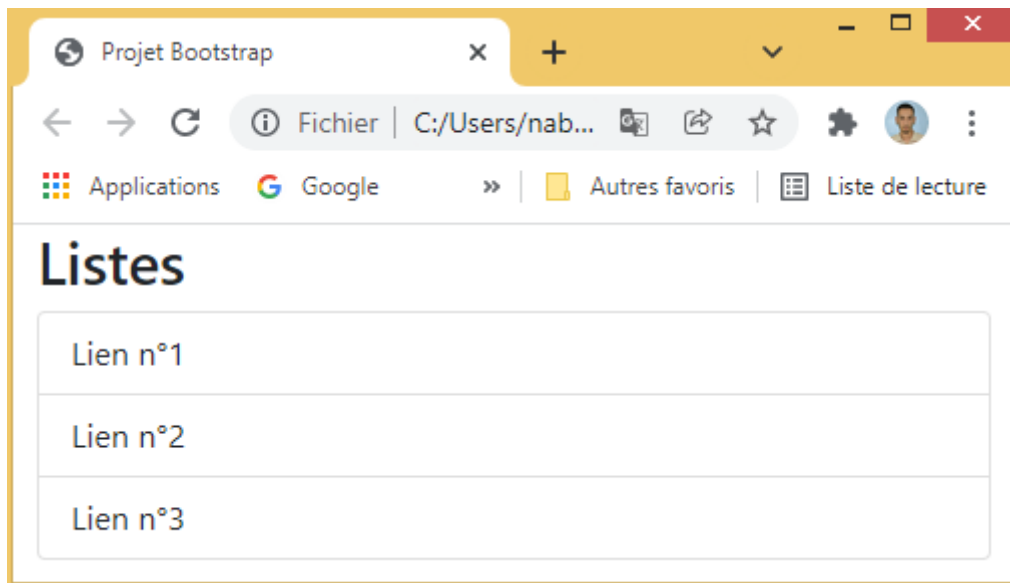 Projet Bootstrap
Fichier | C:/Users/nab...
Applications Google » Autres favoris Liste de lecture
Listes
Lien n°1
Lien n°2
Lien n°3